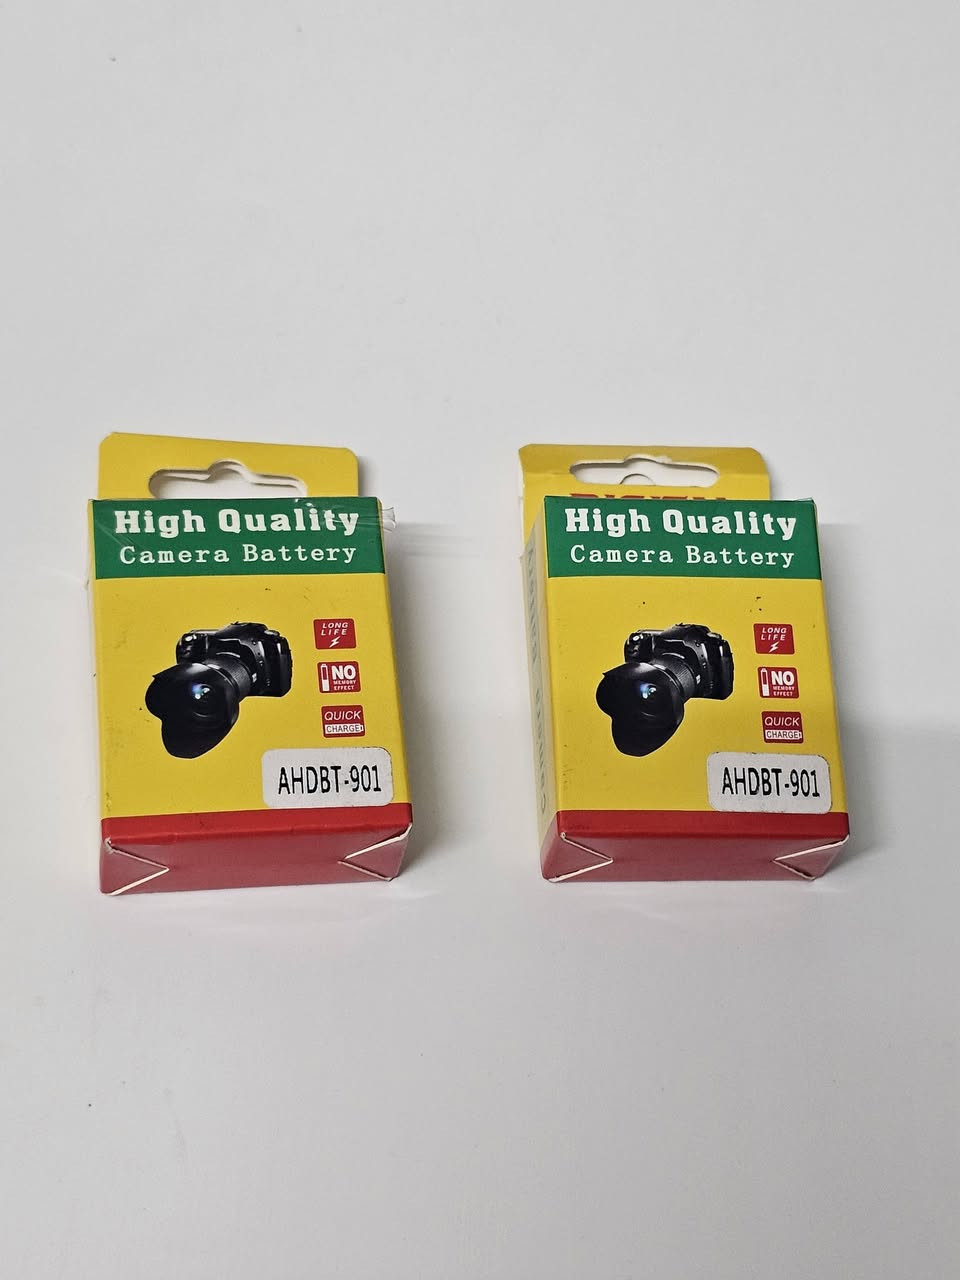 High Quality
Camera Battery
LONG
LIFE
NO
MEMORY
EFFECT
QUICK
CHARGE
AHDBT-901
DIGITAL
High Quality
Camera Battery
LONG
LIFE
NO
MEMORY
EFFECT
QUICK
CHARGE
AHDBT-901